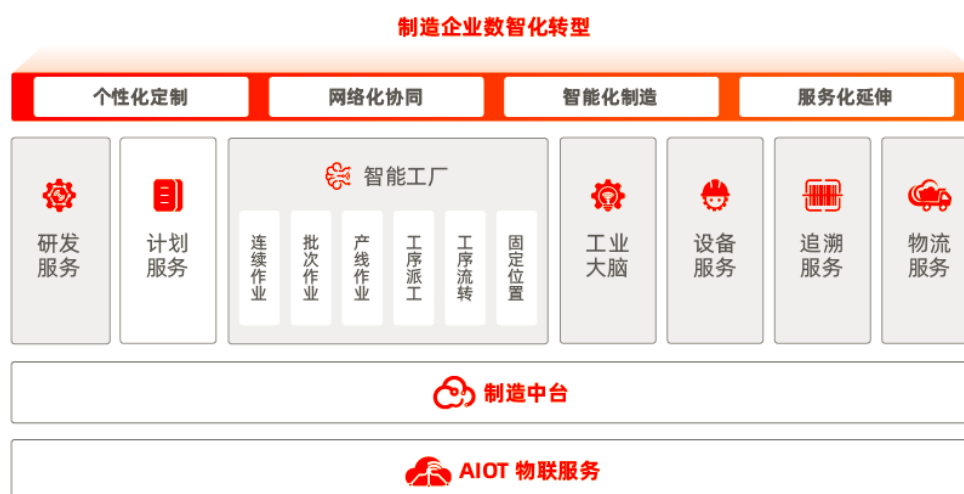 制造企业数智化转型
个性化定制
网络化协同
智能化制造
服务化延伸
研发
服务
计划
服务
智能工厂
连续作业
批次作业
产线作业
工序派工
工序流转
固定位置
工业
大脑
设备
服务
追溯
服务
物流
服务
制造中台
AIOT 物联服务